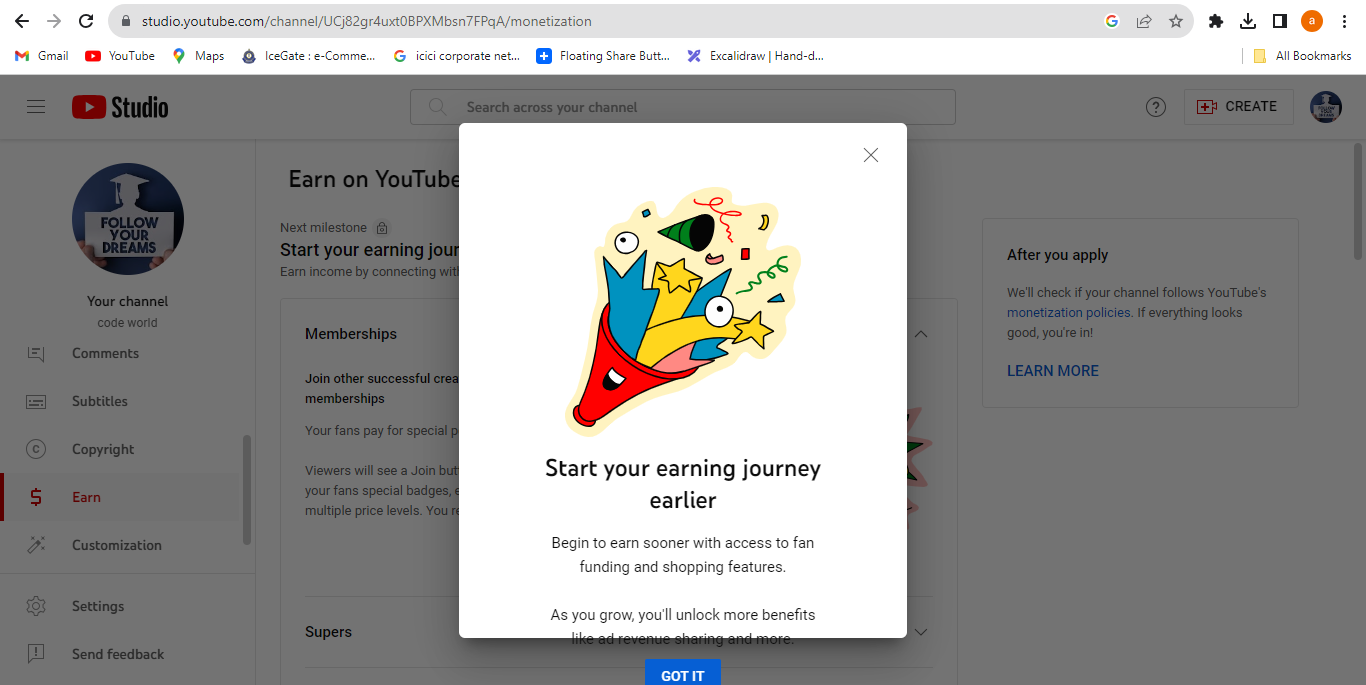 studio.youtube.com/channel/UCj82gr4uxt0BPXMbsn7FPqA/monetization
a
Gmail YouTube Maps IceGate : e-Comme... icici corporate net... Floating Share Butt... Excalidraw | Hand-d... All Bookmarks
Studio
Search across your channel
?
CREATE
FOLLOW
YOUR
DREAMS
Your channel
code world
Comments
Subtitles
Copyright
Earn
Customization
Settings
Send feedback
Earn on YouTube
Next milestone
Start your earning jour
Earn income by connecting with
Memberships
Join other successful crea
memberships
Your fans pay for special p
Viewers will see a Join butt
your fans special badges, e
multiple price levels. You re
Supers
Start your earning journey
earlier
Begin to earn sooner with access to fan
funding and shopping features.
As you grow, you'll unlock more benefits
like ad revenue sharing and more.
GOT IT
After you apply
We'll check if your channel follows YouTube's
monetization policies. If everything looks
good, you're in!
LEARN MORE